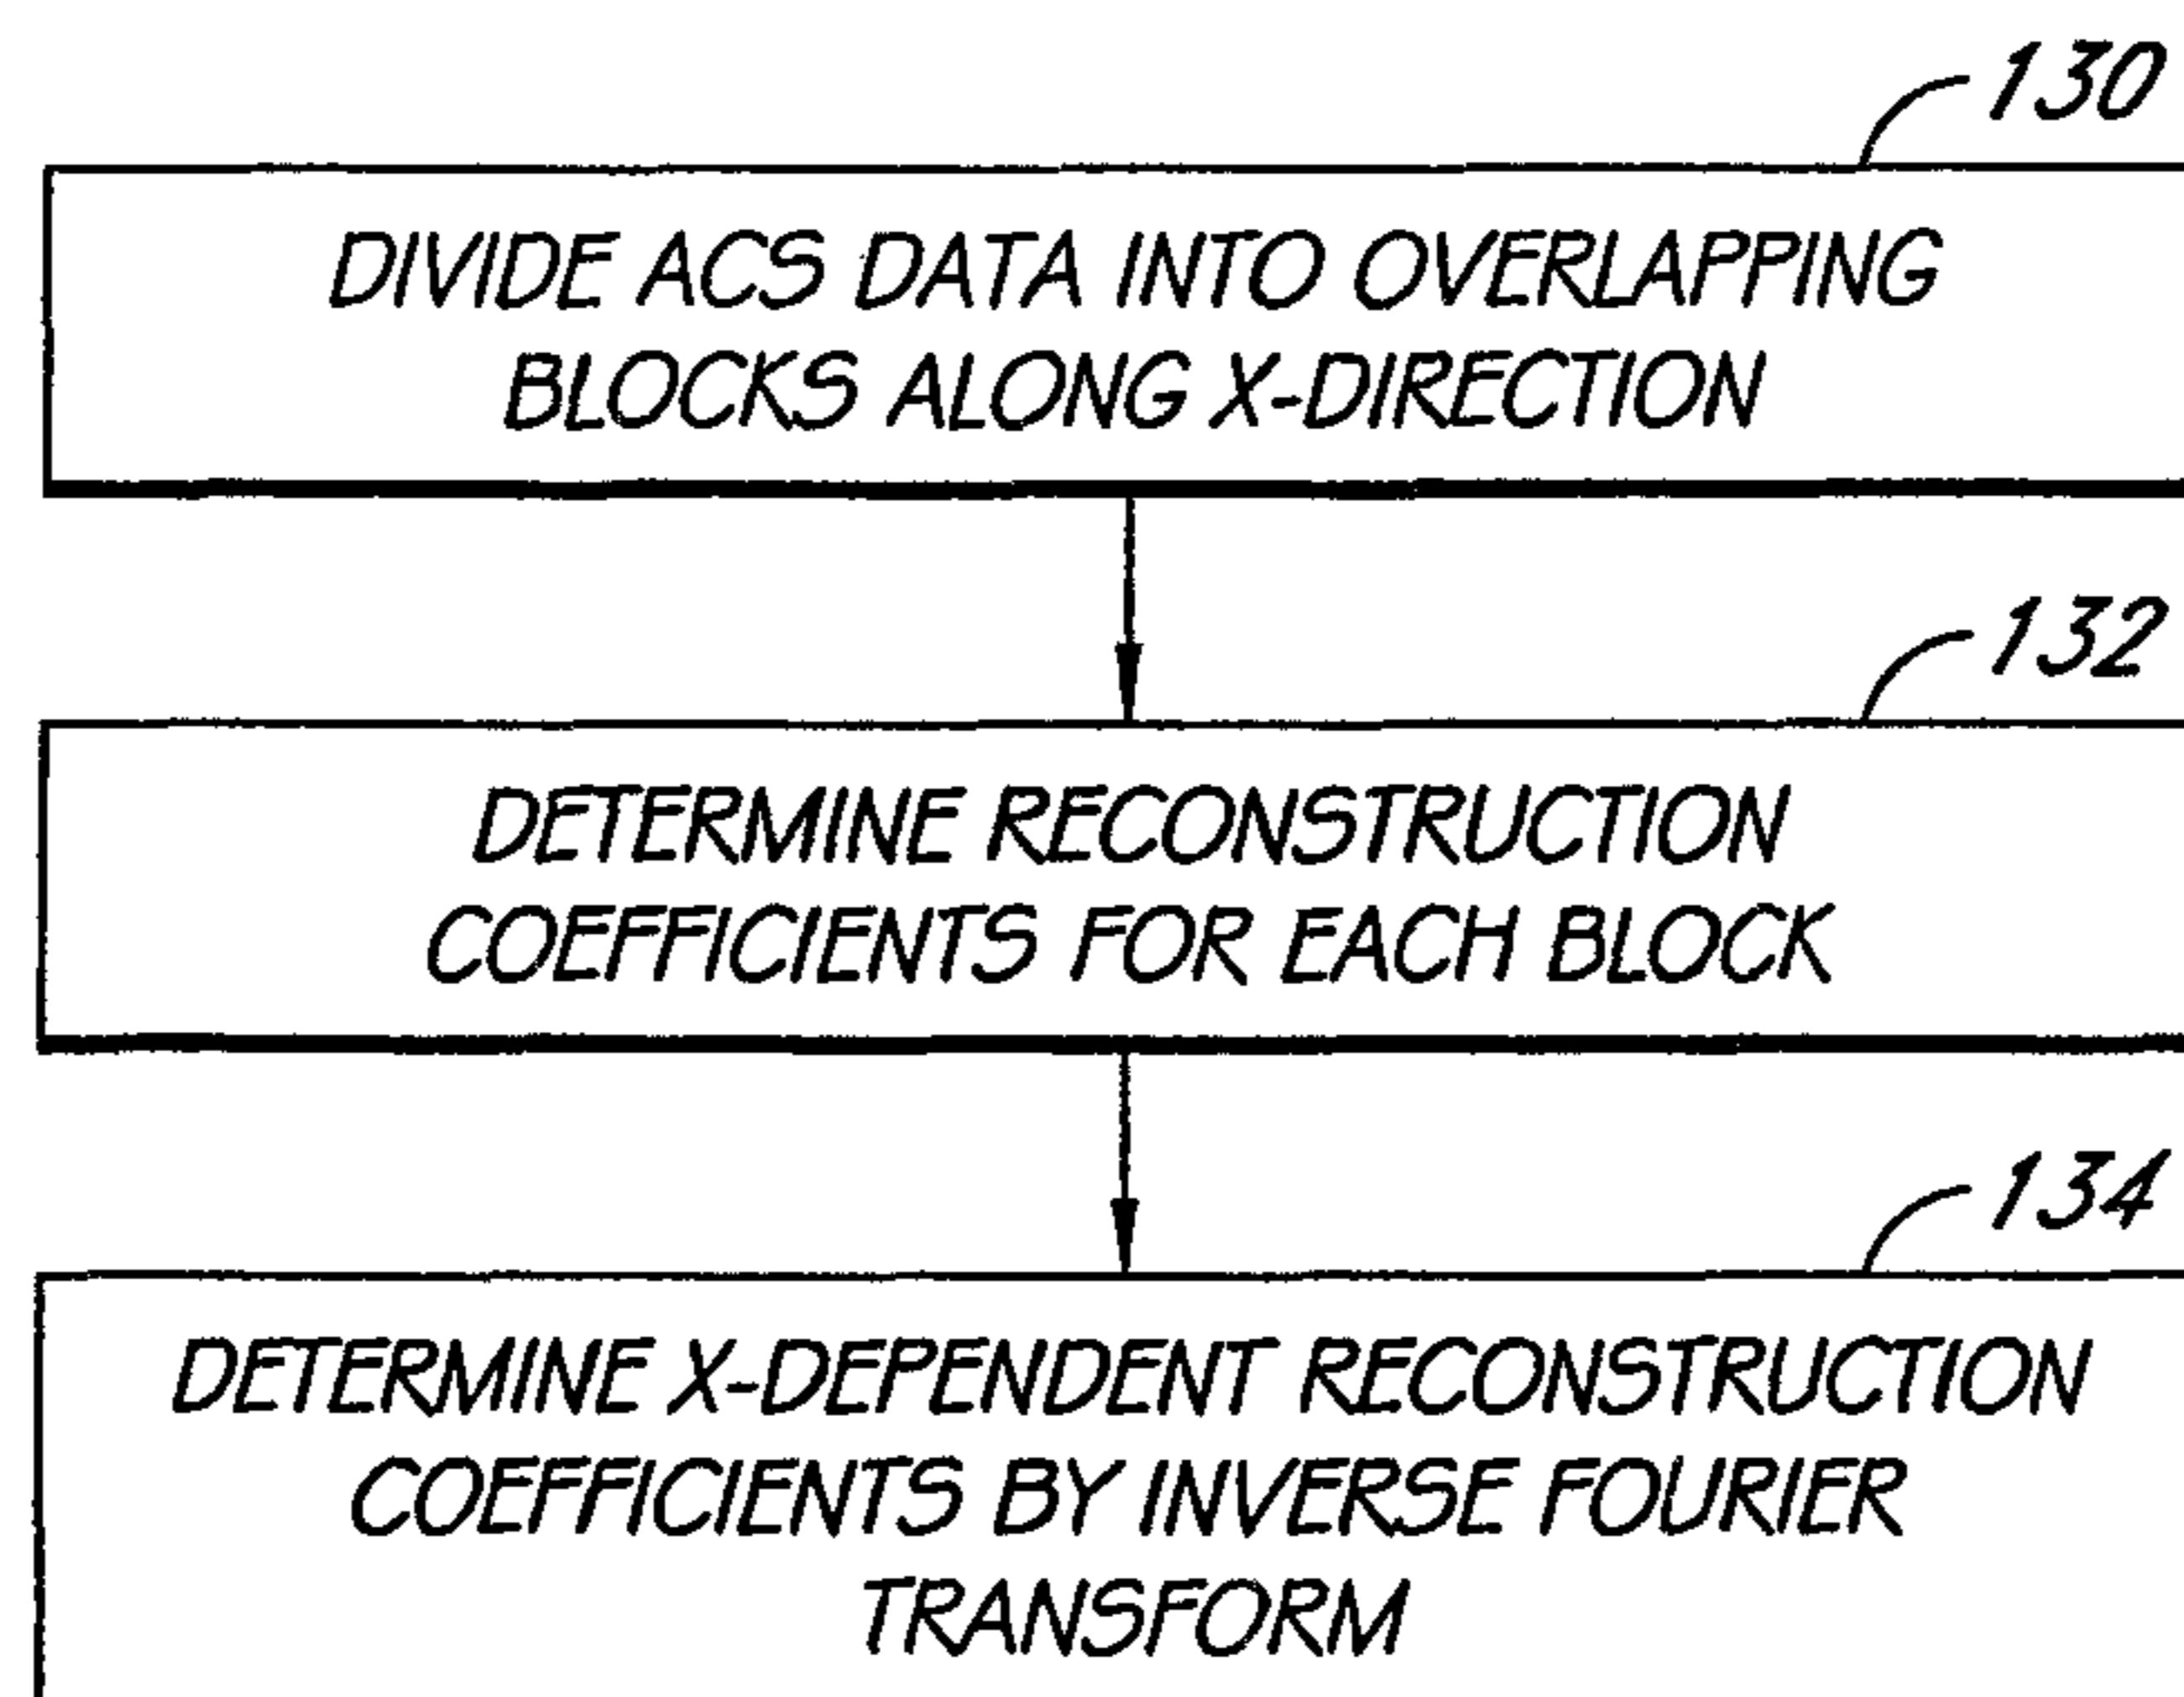 130
DIVIDE ACS DATA INTO OVERLAPPING
BLOCKS ALONG X-DIRECTION
132
DETERMINE RECONSTRUCTION
COEFFICIENTS FOR EACH BLOCK
134
DETERMINE X-DEPENDENT RECONSTRUCTION
COEFFICIENTS BY INVERSE FOURIER
TRANSFORM